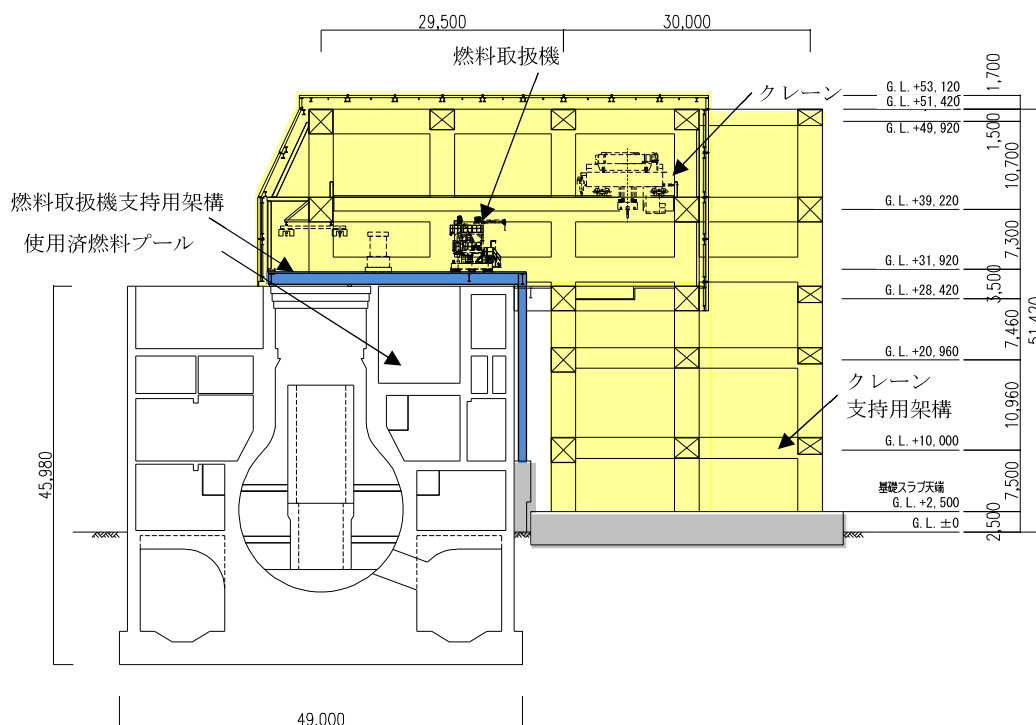 29,500
30,000
燃料取扱機
クレーン
燃料取扱機支持用架構
使用済燃料プール
クレーン
支持用架構
G.L.+53,120
G.L.+51,420
G.L.+49,920
G.L.+39,220
G.L.+31,920
G.L.+28,420
G.L.+20,960
G.L.+10,000
基礎スラブ天端
G.L.+2,500
G.L.±0
1,700
1,500
10,700
7,300
3,500
7,460
10,960
7,500
2,500
51,420
45,980
49,000